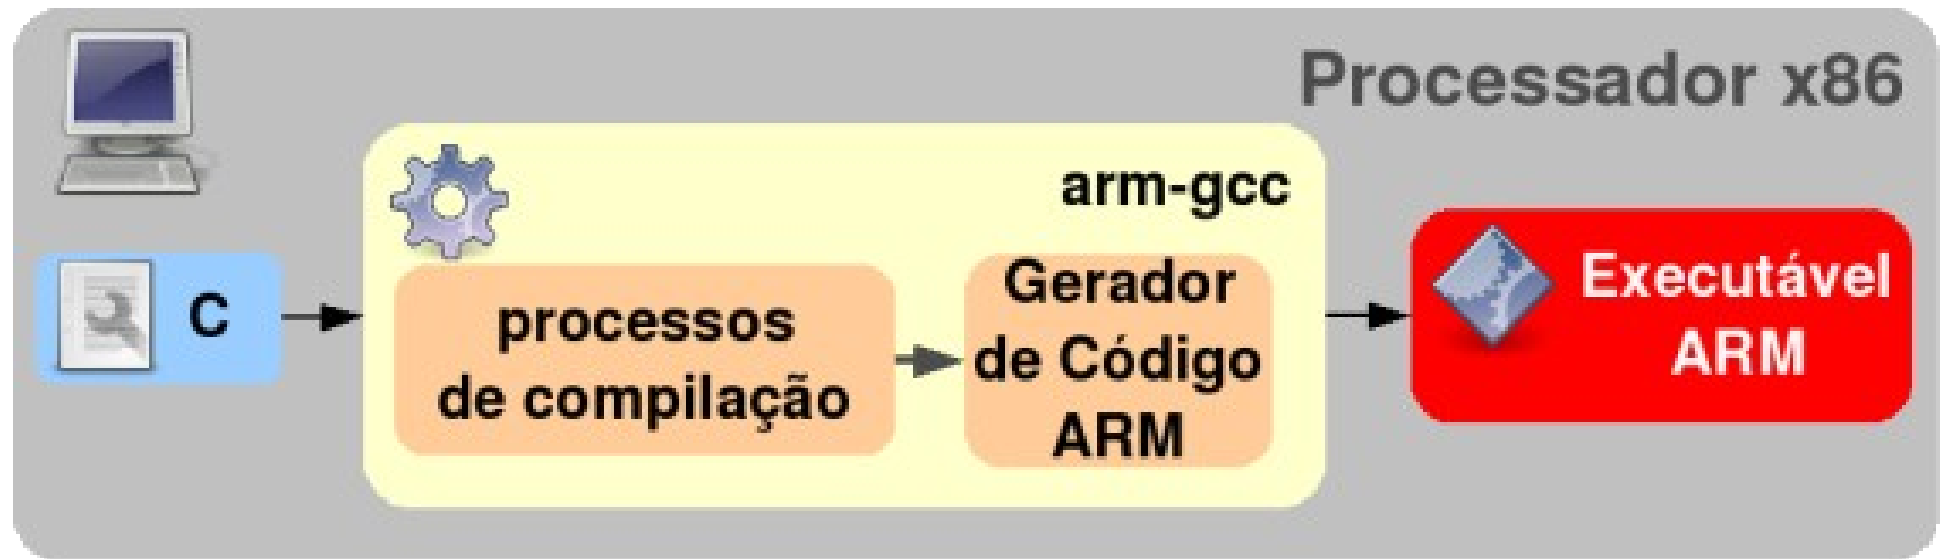 Processador x86
arm-gcc
C
processos
de compilação
Gerador
de Código
ARM
Executável
ARM